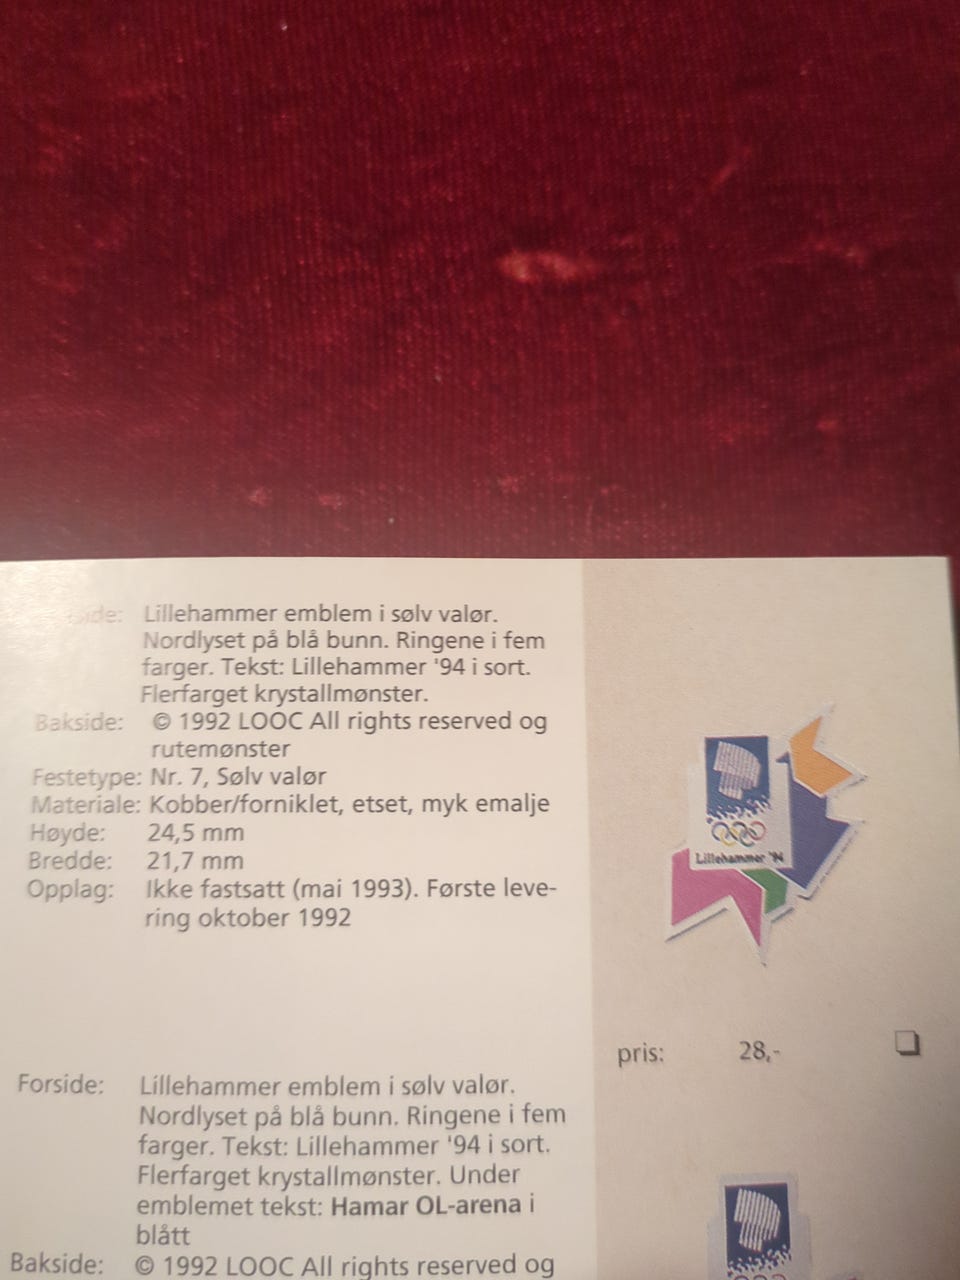 side: Lillehammer emblem i sølv valør.
Nordlyset på blå bunn. Ringene i fem
farger. Tekst: Lillehammer '94 i sort.
Flerfarget krystallmønster.
Bakside: © 1992 LOOC All rights reserved og
rutemønster
Festetype: Nr. 7, Sølv valør
Materiale: Kobber/forniklet, etset, myk emalje
Høyde: 24,5 mm
Bredde: 21,7 mm
Opplag: Ikke fastsatt (mai 1993). Første leve-
ring oktober 1992
Lillehammer '94
pris: 28,-
Forside: Lillehammer emblem i sølv valør.
Nordlyset på blå bunn. Ringene i fem
farger. Tekst: Lillehammer '94 i sort.
Flerfarget krystallmønster. Under
emblemet tekst: Hamar OL-arena i
blått
Bakside: © 1992 LOOC All rights reserved og